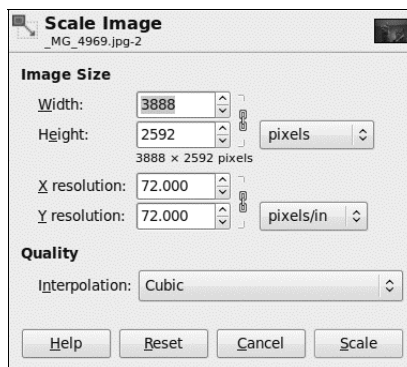 Scale Image
_MG_4969.jpg-2
Image Size
Width: 3888
Height: 2592 pixels
3888 × 2592 pixels
X resolution: 72.000
Y resolution: 72.000 pixels/in
Quality
Interpolation: Cubic
Help Reset Cancel Scale